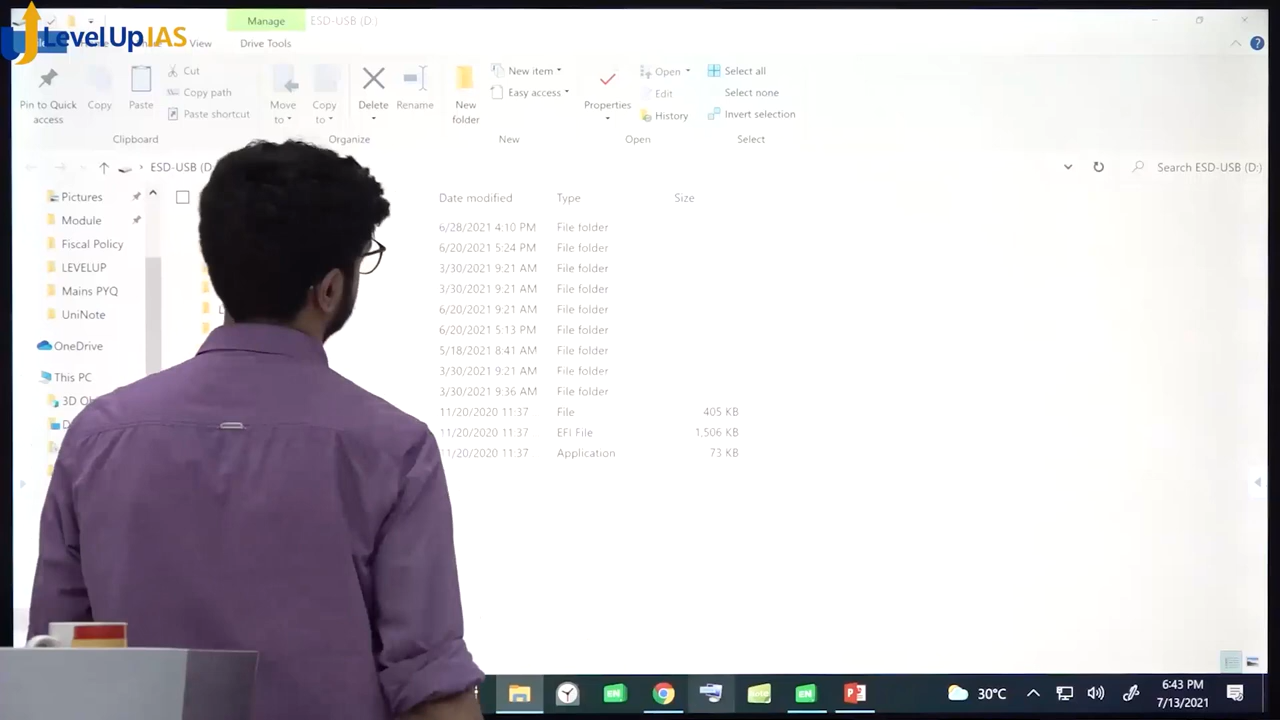 LevelUp IAS
Manage
ESD-USB (D:)
View
Drive Tools
Pin to Quick access
Copy
Paste
Cut
Copy path
Paste shortcut
Move to
Copy to
Delete
Rename
New folder
New item
Easy access
Properties
Open
Edit
History
Select all
Select none
Invert selection
Clipboard
Organize
New
Open
Select
ESD-USB (D:
Search ESD-USB (D:)
Pictures
Module
Fiscal Policy
LEVELUP
Mains PYQ
UniNote
OneDrive
This PC
3D Ob
Date modified Type Size
6/28/2021 4:10 PM File folder
6/20/2021 5:24 PM File folder
3/30/2021 9:21 AM File folder
3/30/2021 9:21 AM File folder
6/20/2021 9:21 AM File folder
6/20/2021 5:13 PM File folder
5/18/2021 8:41 AM File folder
3/30/2021 9:21 AM File folder
3/30/2021 9:36 AM File folder
11/20/2020 11:37 File 405 KB
11/20/2020 11:37 EFI File 1,506 KB
11/20/2020 11:37 Application 73 KB
EN
note
EN
30°C
6:43 PM
7/13/2021